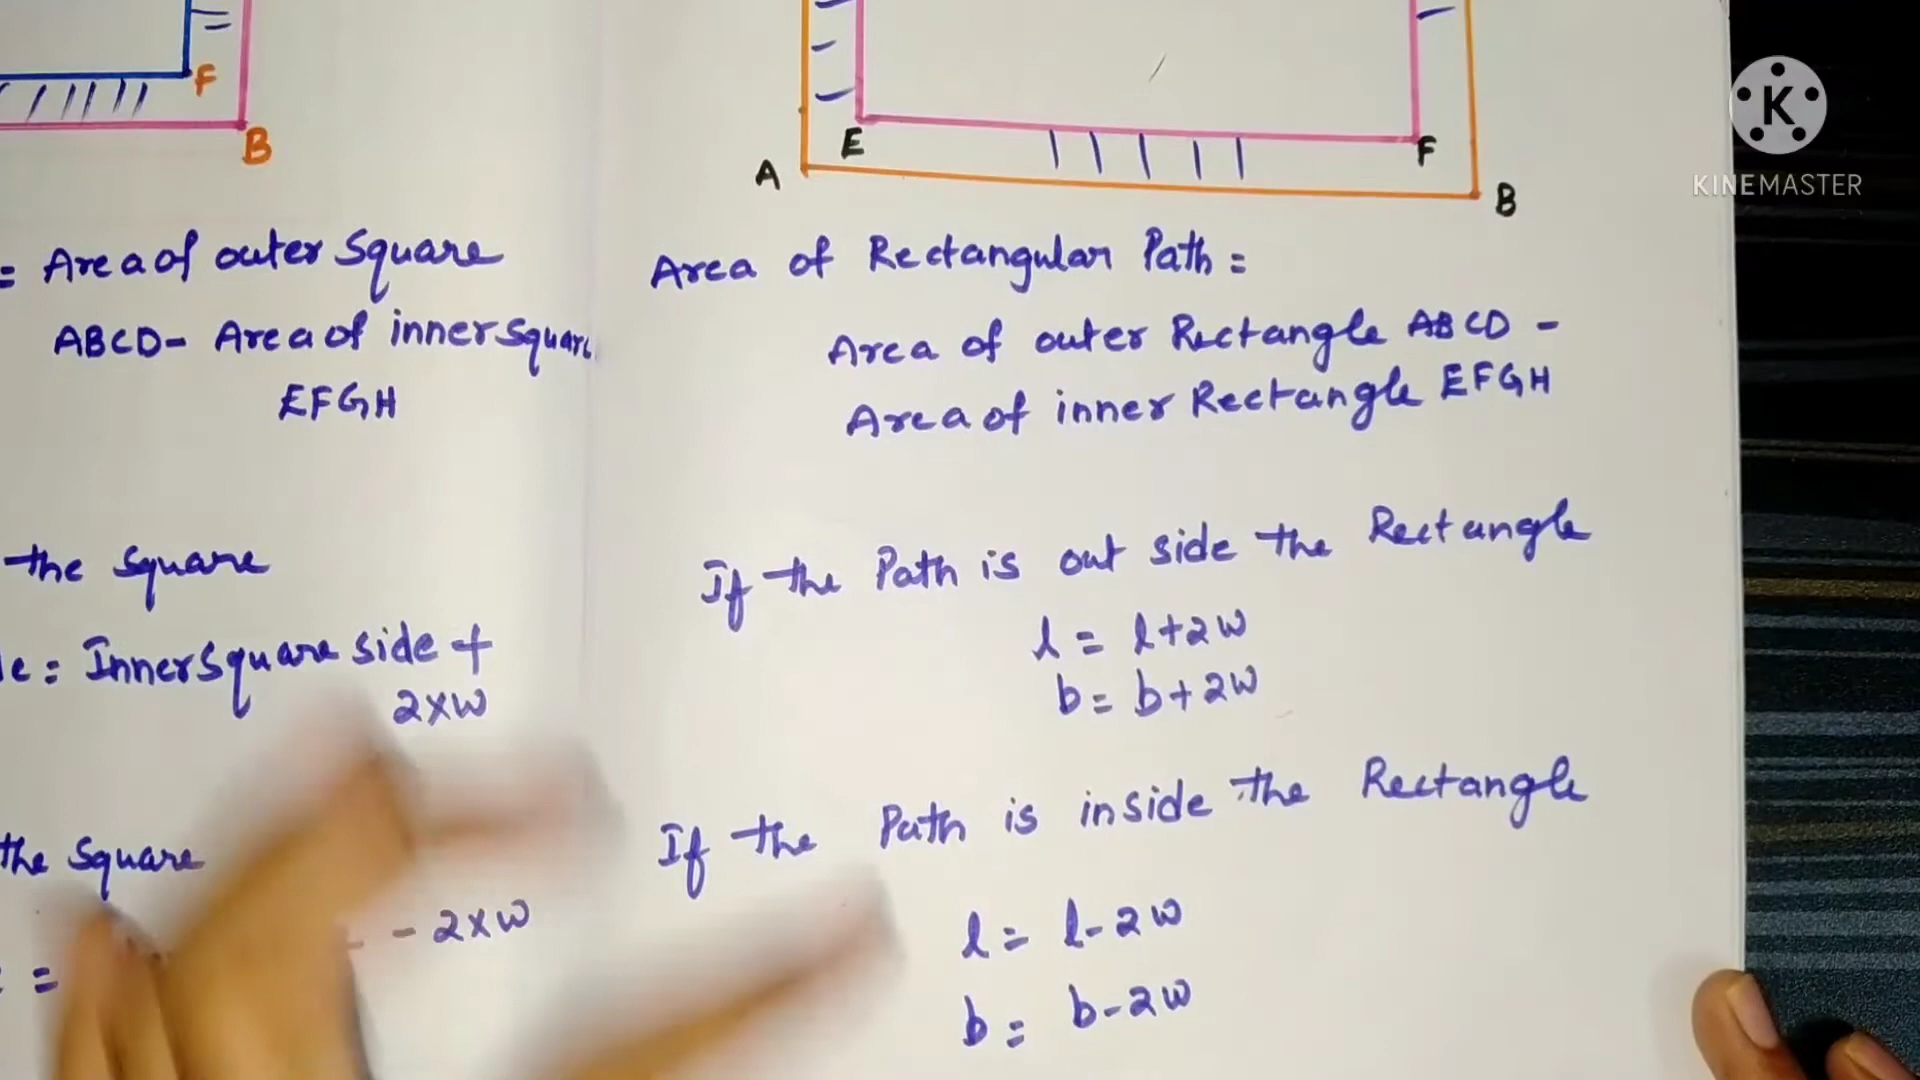 F
B
= Area of outer Square
ABCD- Area of inner square
EFGH
the square
Inner square side +
2xW
the square
- 2xW
=
E
F
A
B
Area of Rectangular Path =
Area of outer Rectangle ABCD -
Area of inner Rectangle EFGH
If the Path is out side the Rectangle
l = l+2W
b = b+2W
If the Path is inside the Rectangle
l = l-2W
b = b-2W
K
KINEMASTER